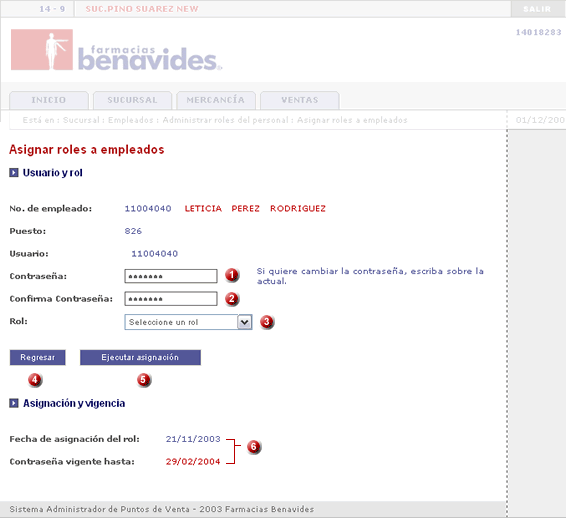 14 - 9 SUC.PINO SUAREZ NEW SALIR
14018283
farmacias
benavides
INICIO SUCURSAL MERCANCÍA VENTAS
Está en : Sucursal : Empleados : Administrar roles del personal : Asignar roles a empleados 01/12/200
Asignar roles a empleados
Usuario y rol
No. de empleado: 11004040 LETICIA PEREZ RODRIGUEZ
Puesto: 826
Usuario: 11004040
Contraseña: ●●●●●●● 1 Si quiere cambiar la contraseña, escriba sobre la
actual.
Confirma Contraseña: ●●●●●●● 2
Rol: Seleccione un rol 3
Regresar Ejecutar asignación
4 5
Asignación y vigencia
Fecha de asignación del rol: 21/11/2003
6
Contraseña vigente hasta: 29/02/2004
Sistema Administrador de Puntos de Venta - 2003 Farmacias Benavides